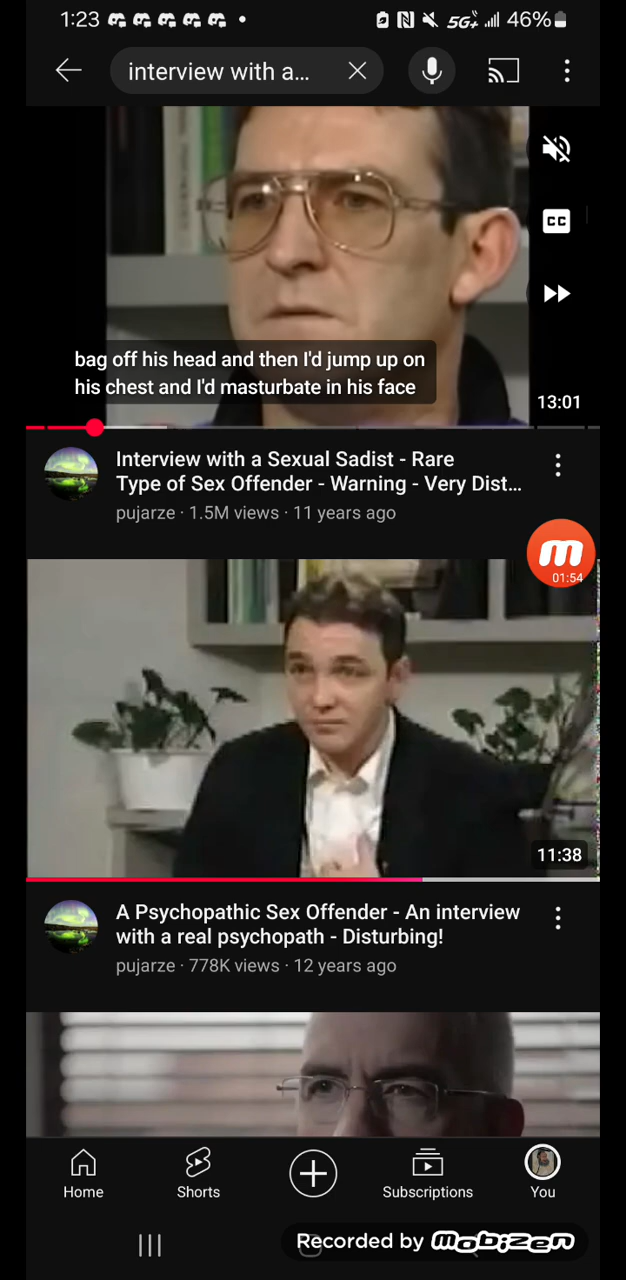 1:23
5G
46%
interview with a...
CC
bag off his head and then I'd jump up on
his chest and I'd masturbate in his face
13:01
Interview with a Sexual Sadist - Rare
Type of Sex Offender - Warning - Very Dist...
pujarze · 1.5M views · 11 years ago
01:54
11:38
A Psychopathic Sex Offender - An interview
with a real psychopath - Disturbing!
pujarze · 778K views · 12 years ago
Home
Shorts
Subscriptions
You
Recorded by Mobizen